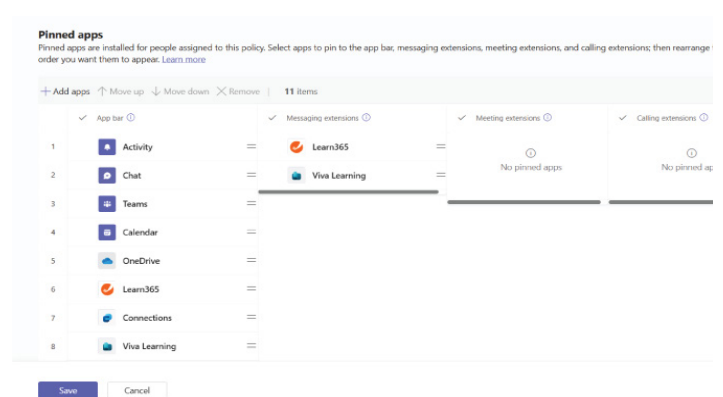 Pinned apps
Pinned apps are installed for people assigned to this policy. Select apps to pin to the app bar, messaging extensions, meeting extensions, and calling extensions; then rearrange
order you want them to appear. Learn more
Add apps Move up Move down Remove | 11 items
App bar Messaging extensions Meeting extensions Calling extensions
1 Activity Learn365
No pinned apps No pinned ap
2 Chat Viva Learning
3 Teams
4 Calendar
5 OneDrive
6 Learn365
7 Connections
8 Viva Learning
Save Cancel